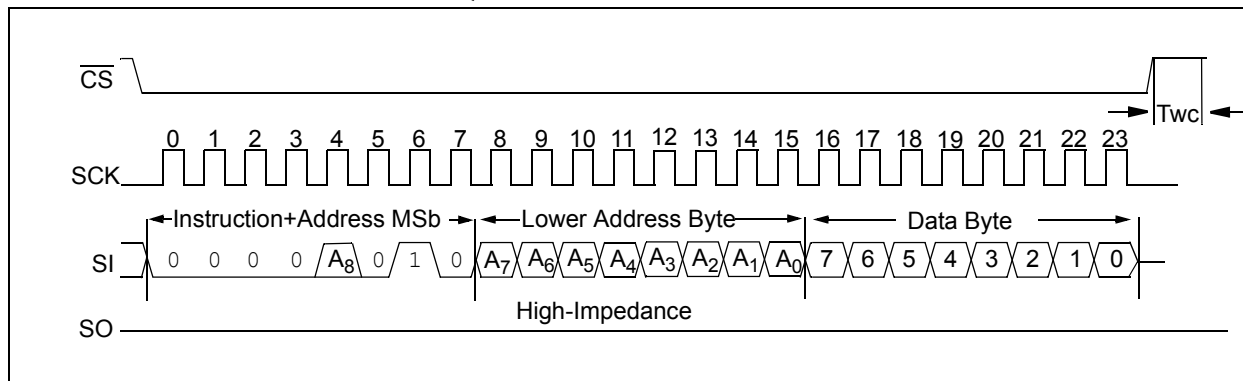 CS
Twc
0 1 2 3 4 5 6 7 8 9 10 11 12 13 14 15 16 17 18 19 20 21 22 23
SCK
Instruction+Address MSb Lower Address Byte Data Byte
SI 0 0 0 0 A8 0 1 0 A7 A6 A5 A4 A3 A2 A1 A0 7 6 5 4 3 2 1 0
High-Impedance
SO